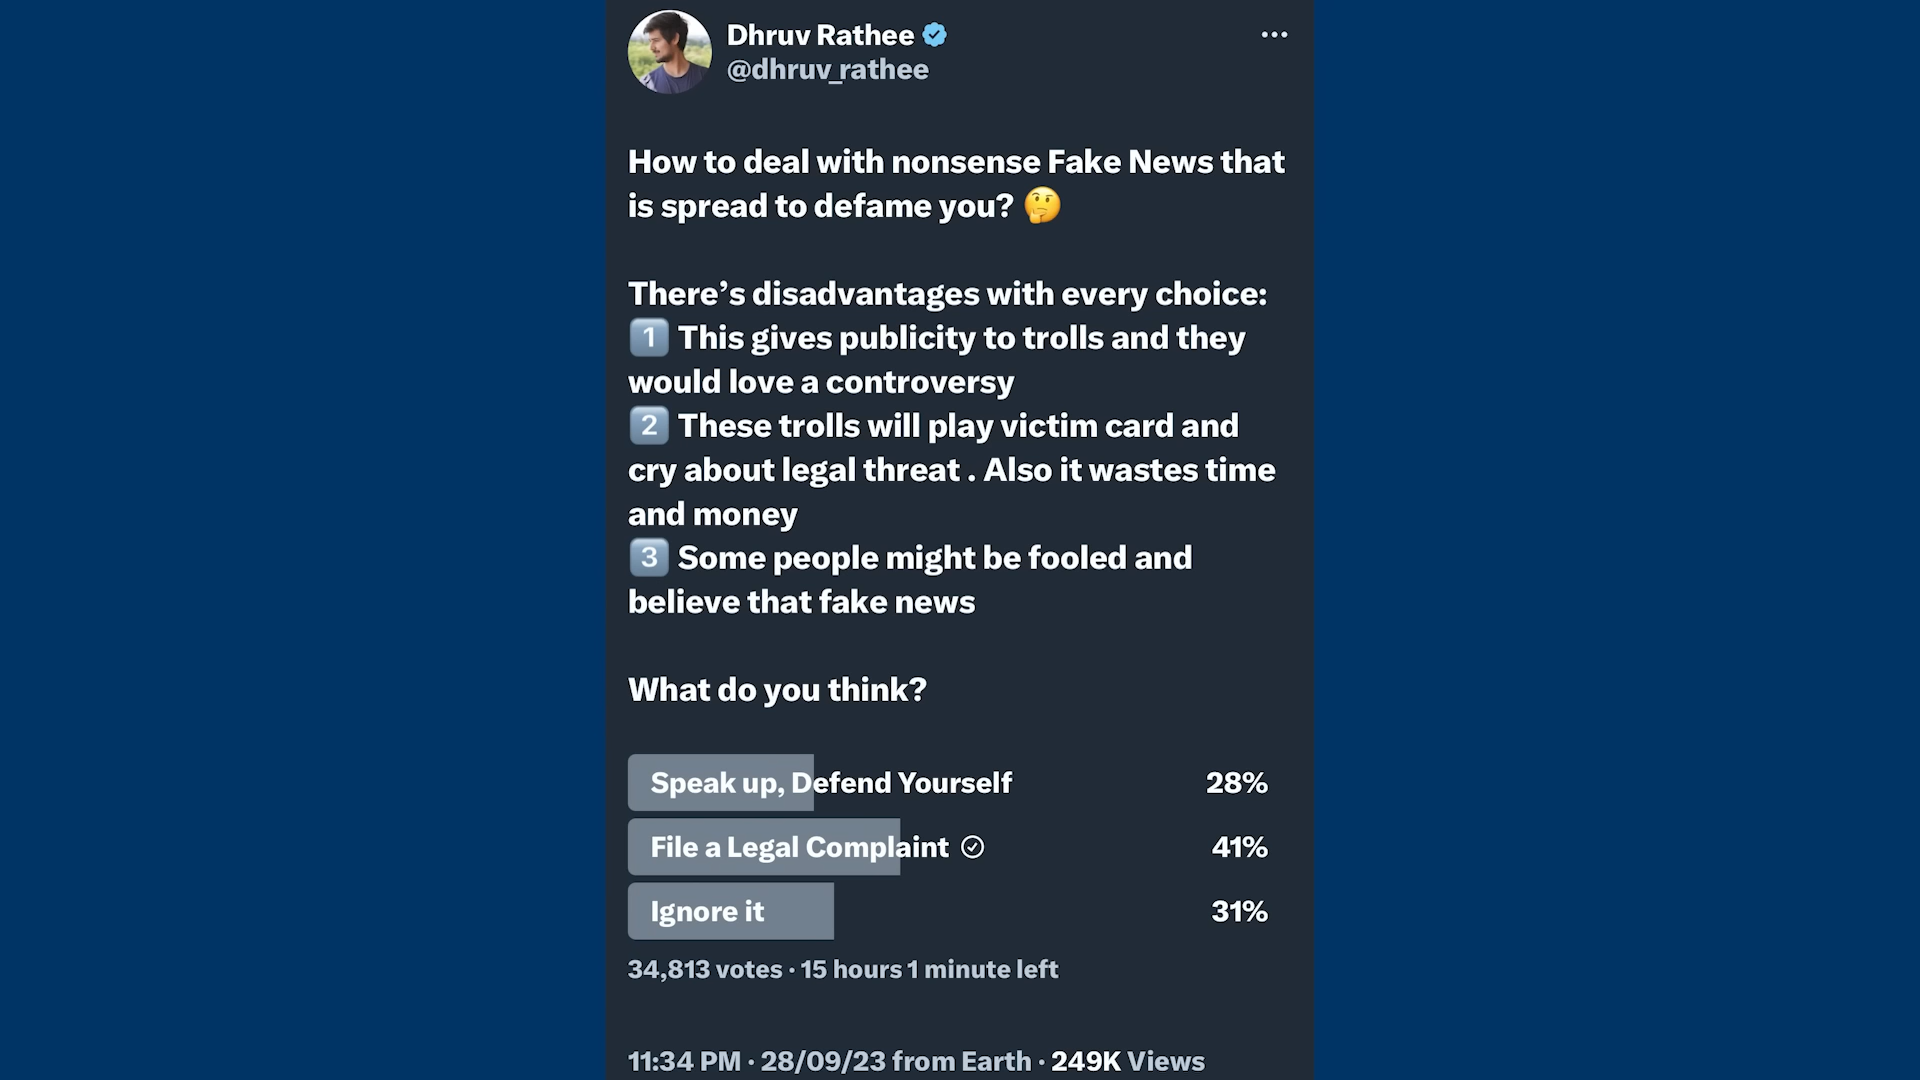 Dhruv Rathee
@dhruv_rathee
How to deal with nonsense Fake News that
is spread to defame you? 🤔
There’s disadvantages with every choice:
1️⃣ This gives publicity to trolls and they
would love a controversy
2️⃣ These trolls will play victim card and
cry about legal threat . Also it wastes time
and money
3️⃣ Some people might be fooled and
believe that fake news
What do you think?
Speak up, Defend Yourself 28%
File a Legal Complaint 41%
Ignore it 31%
34,813 votes · 15 hours 1 minute left
11:34 PM · 28/09/23 from Earth · 249K Views